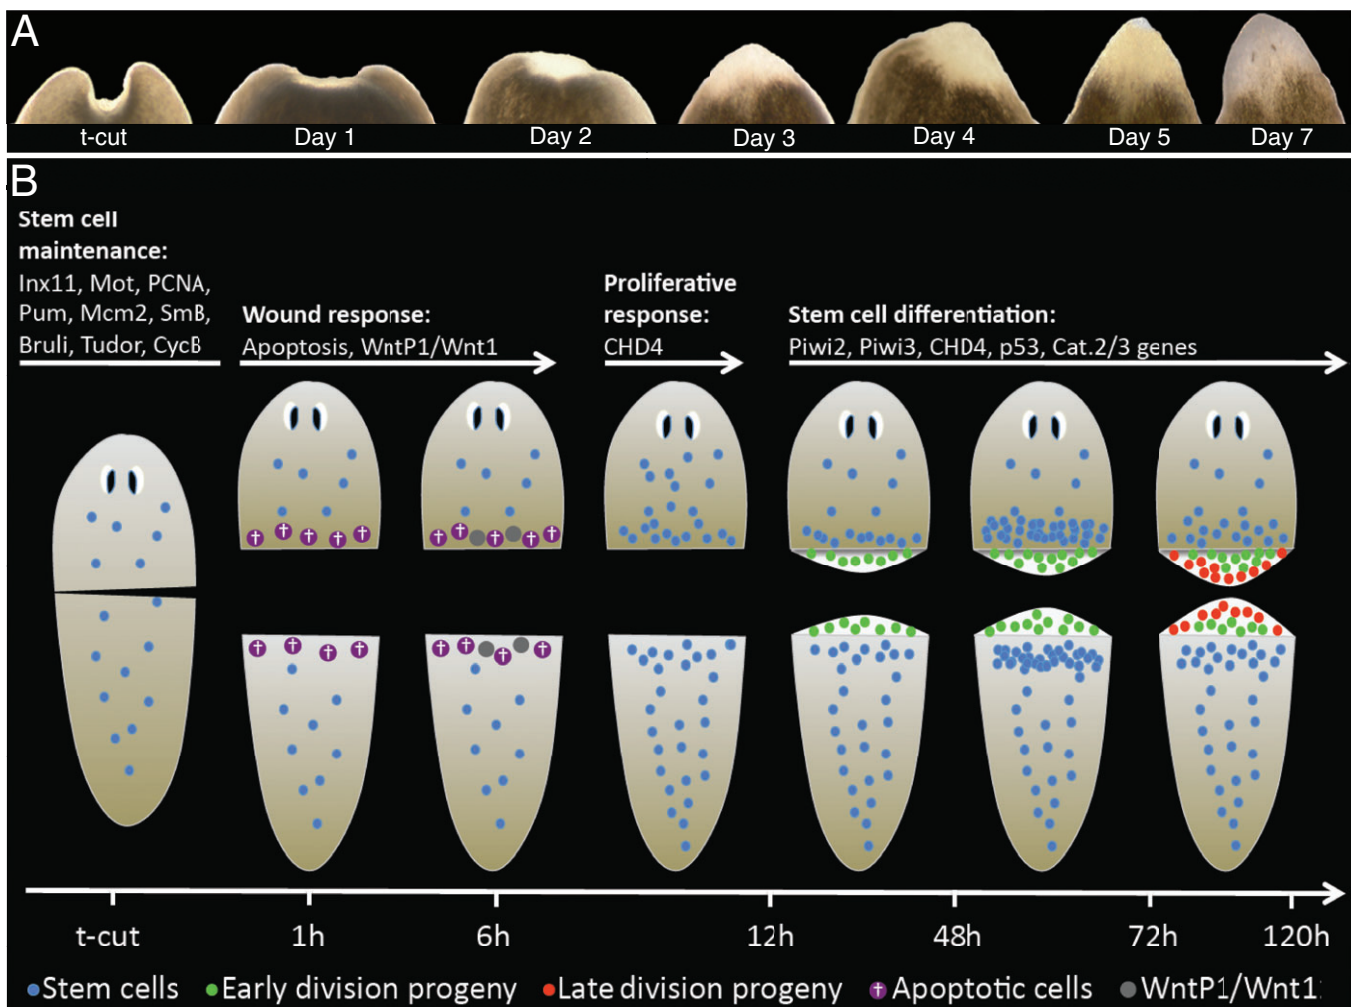 A
t-cut
Day 1
Day 2
Day 3
Day 4
Day 5
Day 7
B
Stem cell
maintenance:
Inx11, Mot, PCNA,
Pum, Mcm2, SmB,
Bruli, Tudor, CycB
Wound response:
Apoptosis, WntP1/Wnt1
Proliferative
response:
CHD4
Stem cell differentiation:
Piwi2, Piwi3, CHD4, p53, Cat.2/3 genes
t-cut
1h
6h
12h
48h
72h
120h
Stem cells
Early division progeny
Late division progeny
Apoptotic cells
WntP1/Wnt1